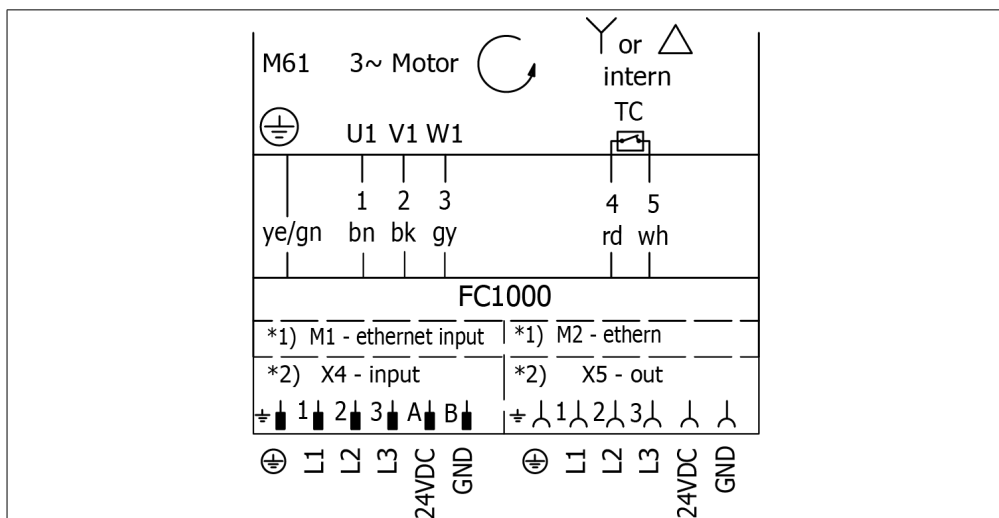 M61 3~ Motor or
intern
TC
U1 V1 W1
1 2 3 4 5
ye/gn bn bk gy rd wh
FC1000
*1) M1 - ethernet input *1) M2 - ethern
*2) X4 - input *2) X5 - out
1 2 3 A B 1 2 3
L1 L2 L3 24VDC GND L1 L2 L3 24VDC GND